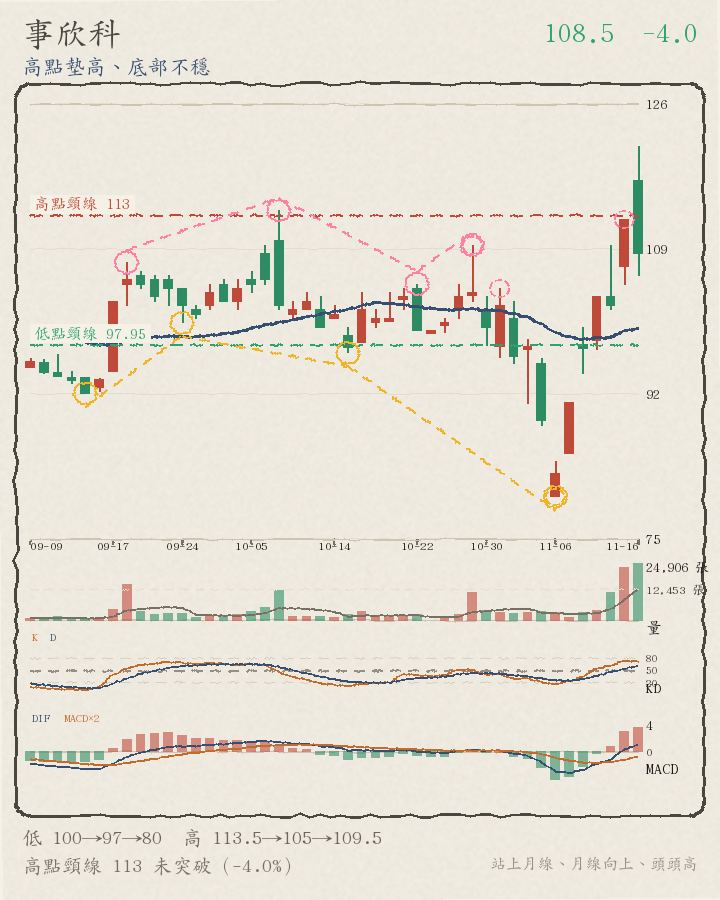 事欣科 108.5 -4.0
高點墊高、底部不穩
126
高點頸線 113
109
低點頸線 97.95
92
75
09-09 09-17 09-24 10-05 10-14 10-22 10-30 11-06 11-16
24,906 張
12,453 張
量
K D
80
50
20
KD
DIF MACD×2
4
0
MACD
低 100→97→80 高 113.5→105→109.5
高點頸線 113 未突破 (-4.0%)
站上月線、月線向上、頭頭高